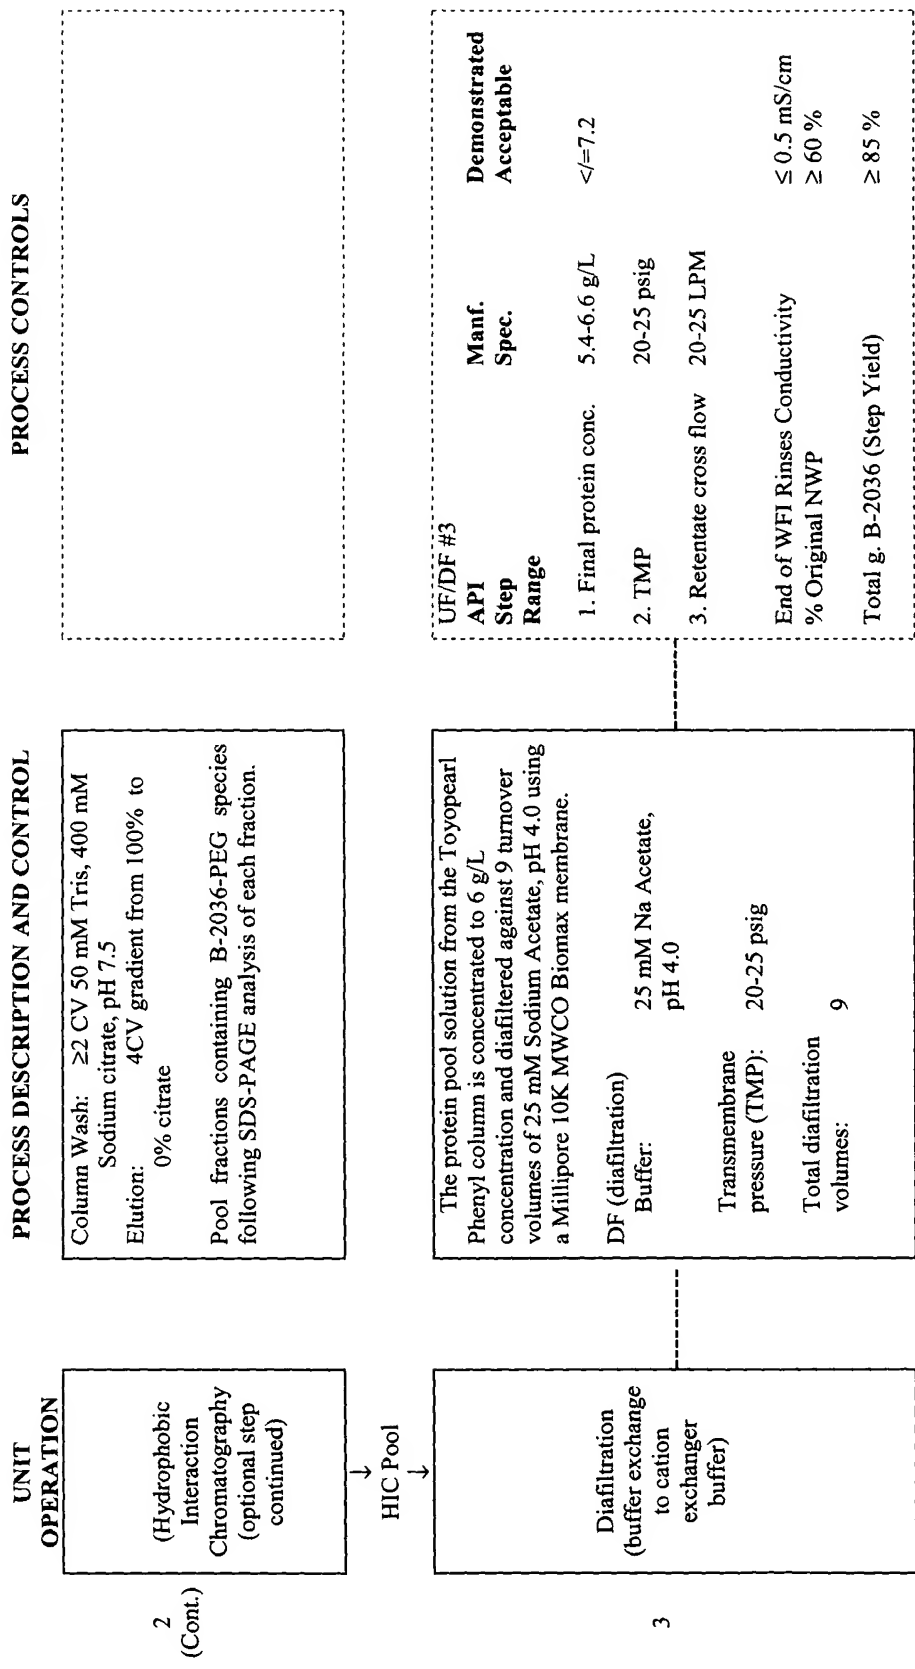 UNIT
OPERATION
PROCESS DESCRIPTION AND CONTROL
PROCESS CONTROLS
2
(Cont.)
(Hydrophobic
Interaction
Chromatography
(optional step
continued)
Column Wash: ≥2 CV 50 mM Tris, 400 mM
Sodium citrate, pH 7.5
Elution: 4CV gradient from 100% to
0% citrate
Pool fractions containing B-2036-PEG species
following SDS-PAGE analysis of each fraction.
↓
HIC Pool
↓
3
Diafiltration
(buffer exchange
to cation
exchanger
buffer)
The protein pool solution from the Toyopearl
Phenyl column is concentrated to 6 g/L
concentration and diafiltered against 9 turnover
volumes of 25 mM Sodium Acetate, pH 4.0 using
a Millipore 10K MWCO Biomax membrane.
DF (diafiltration)
Buffer: 25 mM Na Acetate,
pH 4.0
Transmembrane
pressure (TMP): 20-25 psig
Total diafiltration
volumes: 9
UF/DF #3
API
Step Manf. Demonstrated
Range Spec. Acceptable
1. Final protein conc. 5.4-6.6 g/L </=7.2
2. TMP 20-25 psig
3. Retentate cross flow 20-25 LPM
End of WFI Rinses Conductivity ≤ 0.5 mS/cm
% Original NWP ≥ 60 %
Total g. B-2036 (Step Yield) ≥ 85 %